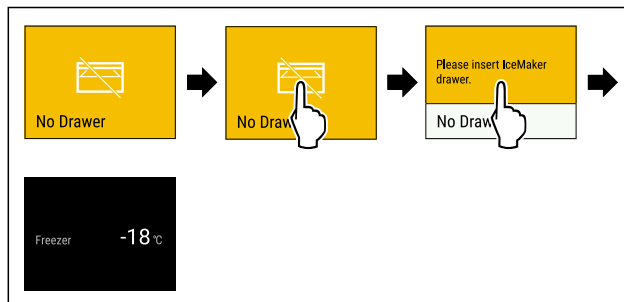 No Drawer
No Draw
Please insert IceMaker
drawer.
No Draw
Freezer -18 °C